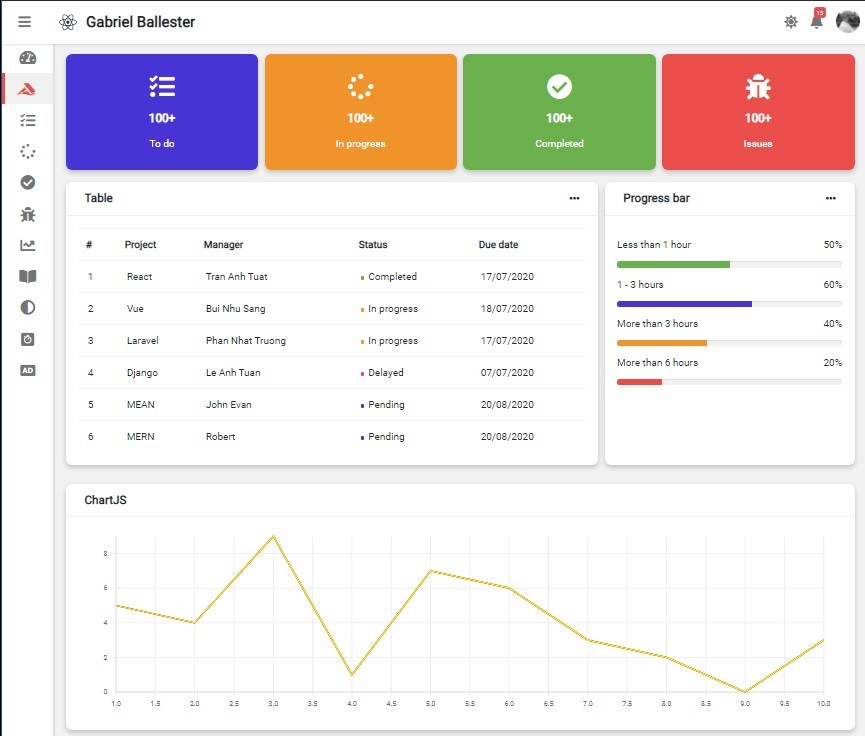 Gabriel Ballester
15
100+
To do
100+
In progress
100+
Completed
100+
Issues
Table
# Project Manager Status Due date
1 React Tran Anh Tuat Completed 17/07/2020
2 Vue Bui Nhu Sang In progress 18/07/2020
3 Laravel Phan Nhat Truong In progress 17/07/2020
4 Django Le Anh Tuan Delayed 07/07/2020
5 MEAN John Evan Pending 20/08/2020
6 MERN Robert Pending 20/08/2020
Progress bar
Less than 1 hour 50%
1 - 3 hours 60%
More than 3 hours 40%
More than 6 hours 20%
AD
ChartJS
8
6
4
2
0
1.0 1.5 2.0 2.5 3.0 3.5 4.0 4.5 5.0 5.5 6.0 6.5 7.0 7.5 8.0 8.5 9.0 9.5 10.0